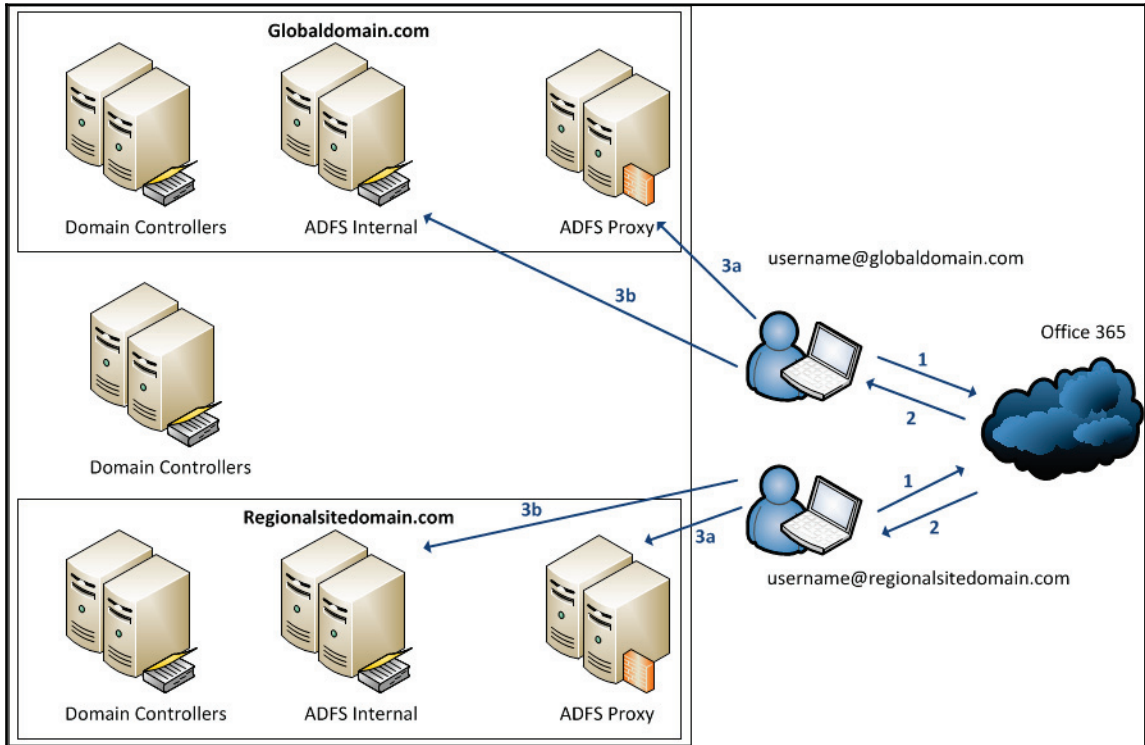 Globaldomain.com
Domain Controllers
ADFS Internal
ADFS Proxy
3a
3b
username@globaldomain.com
Office 365
1
2
Domain Controllers
Regionalsitedomain.com
3b
3a
1
2
username@regionalsitedomain.com
Domain Controllers
ADFS Internal
ADFS Proxy